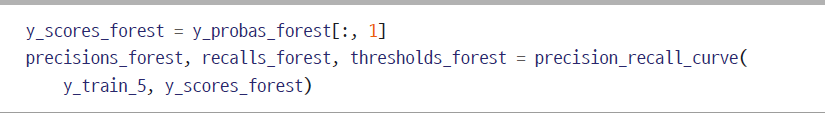 y_scores_forest = y_probas_forest[:, 1]
precisions_forest, recalls_forest, thresholds_forest = precision_recall_curve(
    y_train_5, y_scores_forest)